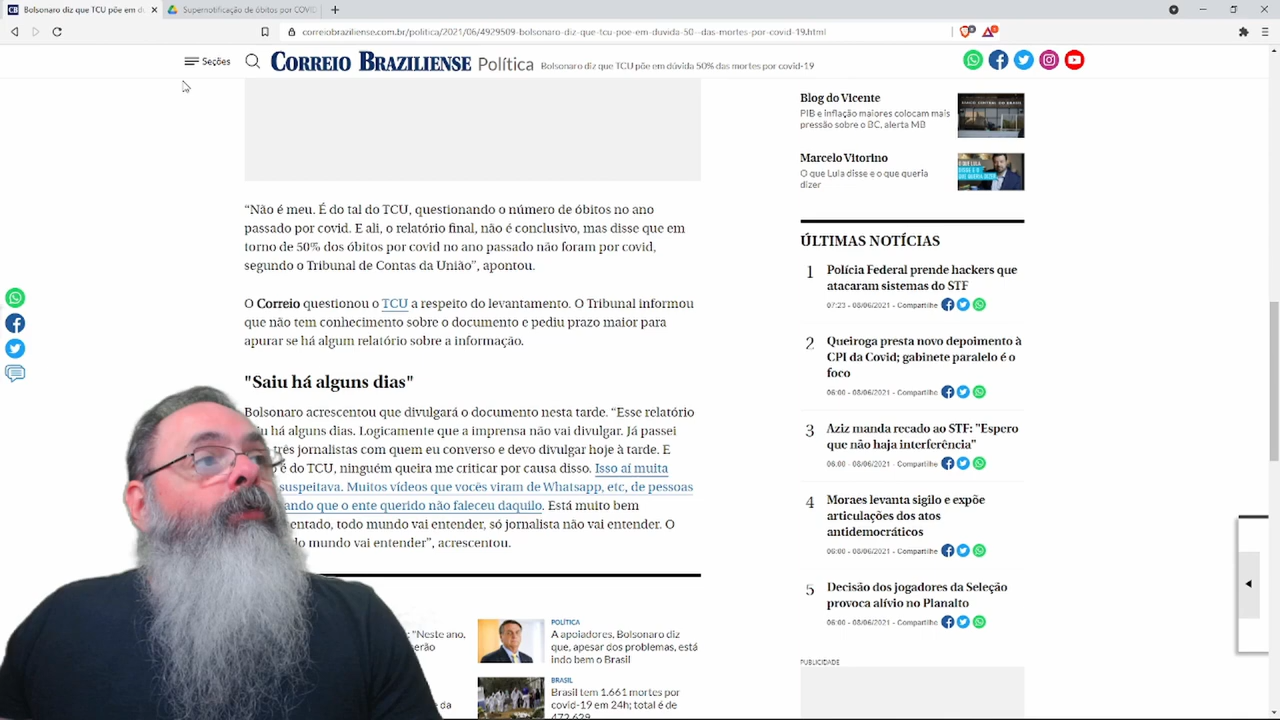 Bolsonaro diz que TCU põe em du
Supernotificação de óbitos por COVID
correiobraziliense.com.br/politica/2021/06/4929509-bolsonaro-diz-que-tcu-poe-em-duvida-50--das-mortes-por-covid-19.html
Seções
CORREIO BRAZILIENSE
Política
Bolsonaro diz que TCU põe em dúvida 50% das mortes por covid-19
“Não é meu. É do tal do TCU, questionando o número de óbitos no ano
passado por covid. E ali, o relatório final, não é conclusivo, mas disse que em
torno de 50% dos óbitos por covid no ano passado não foram por covid,
segundo o Tribunal de Contas da União”, apontou.
O Correio questionou o TCU a respeito do levantamento. O Tribunal informou
que não tem conhecimento sobre o documento e pediu prazo maior para
apurar se há algum relatório sobre a informação.
"Saiu há alguns dias"
Bolsonaro acrescentou que divulgará o documento nesta tarde. “Esse relatório
há alguns dias. Logicamente que a imprensa não vai divulgar. Já passei
três jornalistas com quem eu converso e devo divulgar hoje à tarde. E
é do TCU, ninguém queira me criticar por causa disso. Isso aí muita
suspeitava. Muitos vídeos que vocês viram de Whatsapp, etc, de pessoas
ando que o ente querido não faleceu daquilo. Está muito bem
entado, todo mundo vai entender, só jornalista não vai entender. O
do mundo vai entender”, acrescentou.
: "Neste ano,
erão
da
POLÍTICA
A apoiadores, Bolsonaro diz
que, apesar dos problemas, está
indo bem o Brasil
BRASIL
Brasil tem 1.661 mortes por
covid-19 em 24h; total é de
472.629
Blog do Vicente
PIB e inflação maiores colocam mais
pressão sobre o BC, alerta MB
Marcelo Vitorino
O que Lula disse e o que queria
dizer
ÚLTIMAS NOTÍCIAS
1 Polícia Federal prende hackers que
atacaram sistemas do STF
07:23 - 08/06/2021 - Compartilhe
2 Queiroga presta novo depoimento à
CPI da Covid; gabinete paralelo é o
foco
06:00 - 08/06/2021 - Compartilhe
3 Aziz manda recado ao STF: "Espero
que não haja interferência"
06:00 - 08/06/2021 - Compartilhe
4 Moraes levanta sigilo e expõe
articulações dos atos
antidemocráticos
06:00 - 08/06/2021 - Compartilhe
5 Decisão dos jogadores da Seleção
provoca alívio no Planalto
06:00 - 08/06/2021 - Compartilhe
PUBLICIDADE